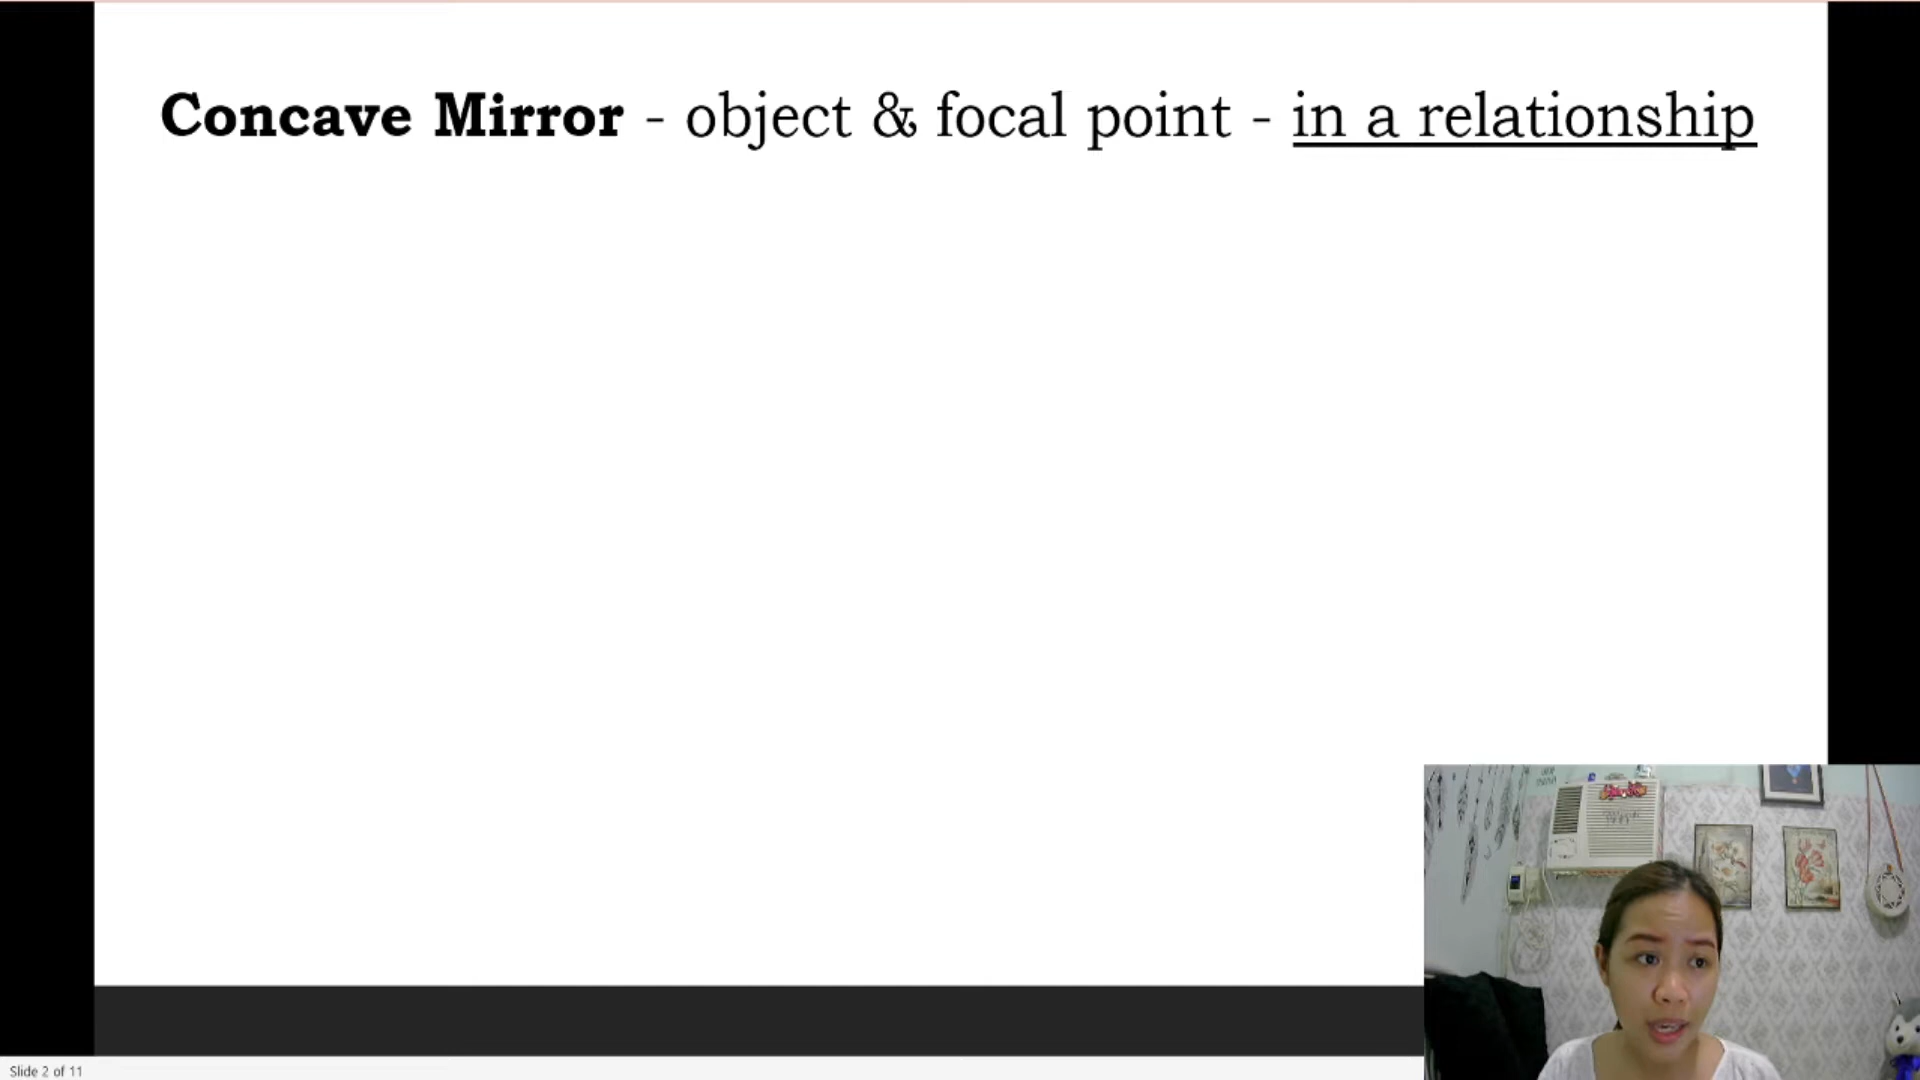 Concave Mirror - object & focal point - in a relationship
Slide 2 of 11